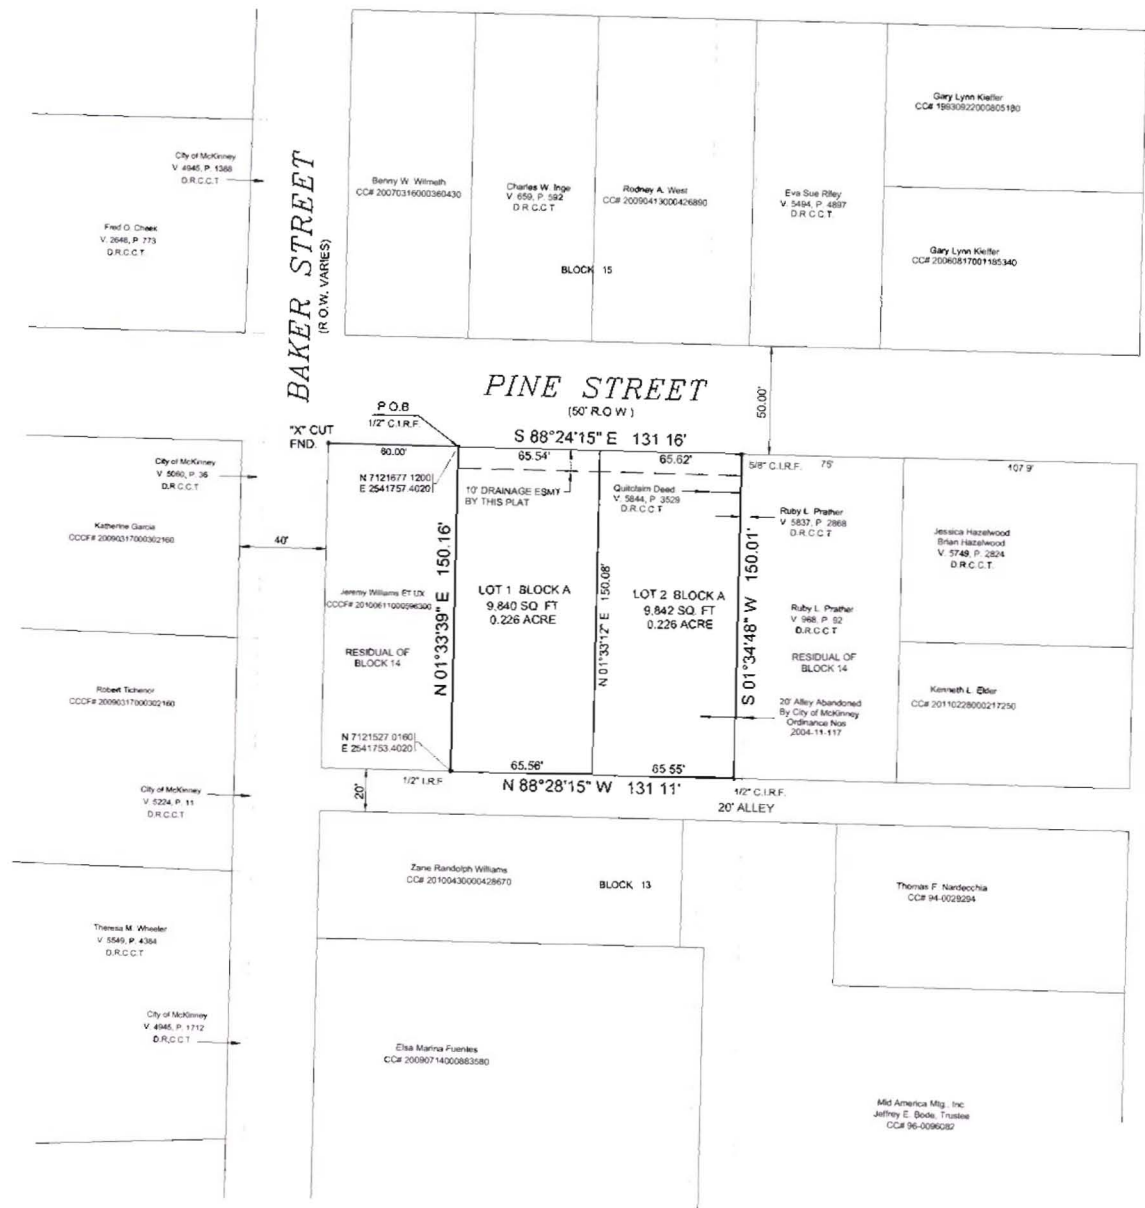 Gary Lynn Kieffer
CC# 19930922000805180
City of McKinney
V. 4945, P. 1388
D.R.C.C.T
Fred O. Cheek
V. 2648, P. 773
D.R.C.C.T
BAKER STREET
(R.O.W. VARIES)
Benny W. Wilmeth
CC# 20070316000360430
Charles W. Inge
V. 659, P. 592
D.R.C.C.T
Rodney A. West
CC# 20090413000426890
Eva Sue Riley
V. 5494, P. 4897
D.R.C.C.T.
Gary Lynn Kieffer
CC# 20060817001185340
BLOCK 15
PINE STREET
(50' R.O.W.)
50.00'
P.O.B
1/2" C.I.R.F.
"X" CUT
FND.
S 88°24'15" E 131.16'
60.00'
65.54'
65.62'
5/8" C.I.R.F.
75'
107.9'
City of McKinney
V. 5060, P. 36
D.R.C.C.T
N 7121677.1200
E 2541757.4020
10' DRAINAGE ESMT
BY THIS PLAT
Quitclaim Deed
V. 5844, P. 3529
D.R.C.C.T
Ruby L. Prather
V. 5837, P. 2868
D.R.C.C.T
Katherine Garcia
CCCF# 20090317000302160
40'
Jessica Hazelwood
Brian Hazelwood
V. 5749, P. 2824
D.R.C.C.T.
N 01°33'39" E 150.16'
N 01°33'12" E 150.08'
S 01°34'48" W 150.01'
Jeremy Williams ET UX
CCCF# 20100611000596300
LOT 1 BLOCK A
9,840 SQ. FT
0.226 ACRE
LOT 2 BLOCK A
9,842 SQ. FT
0.226 ACRE
Ruby L. Prather
V. 968, P. 92
D.R.C.C.T
RESIDUAL OF
BLOCK 14
RESIDUAL OF
BLOCK 14
Robert Tichenor
CCCF# 20090317000302160
Kenneth L. Elder
CC# 20110228000217250
20' Alley Abandoned
By City of McKinney
Ordinance Nos
2004-11-117
N 7121527.0160
E 2541753.4020
65.56'
65.55'
1/2" I.R.F.
N 88°28'15" W 131.11'
1/2" C.I.R.F.
20' ALLEY
20'
City of McKinney
V. 5224, P. 11
D.R.C.C.T
Zane Randolph Williams
CC# 20100430000428670
BLOCK 13
Thomas F. Nardecchia
CC# 94-0029294
Theresa M. Wheeler
V. 5549, P. 4384
D.R.C.C.T
City of McKinney
V. 4945, P. 1712
D.R.C.C.T
Elsa Marina Fuentes
CC# 20090714000883580
Mid America Mtg., Inc.
Jeffrey E. Bode, Trustee
CC# 96-0096082